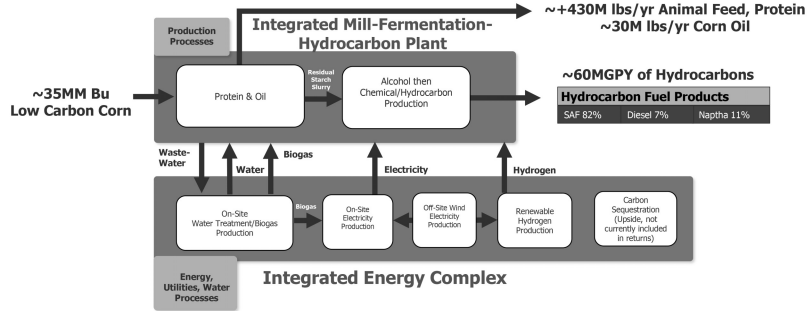 ~+430M lbs/yr Animal Feed, Protein
~30M lbs/yr Corn Oil
Production
Processes
Integrated Mill-Fermentation-
Hydrocarbon Plant
~35MM Bu
Low Carbon Corn
Protein & Oil
Residual
Starch
Slurry
Alcohol then
Chemical/Hydrocarbon
Production
~60MGPY of Hydrocarbons
Hydrocarbon Fuel Products
SAF 82% Diesel 7% Naptha 11%
Waste-
Water
Water
Biogas
Electricity
Hydrogen
On-Site
Water Treatment/Biogas
Production
Biogas
On-Site
Electricity
Production
Off-Site Wind
Electricity
Production
Renewable
Hydrogen
Production
Carbon
Sequestration
(Upside, not
currently included
in returns)
Energy,
Utilities, Water
Processes
Integrated Energy Complex